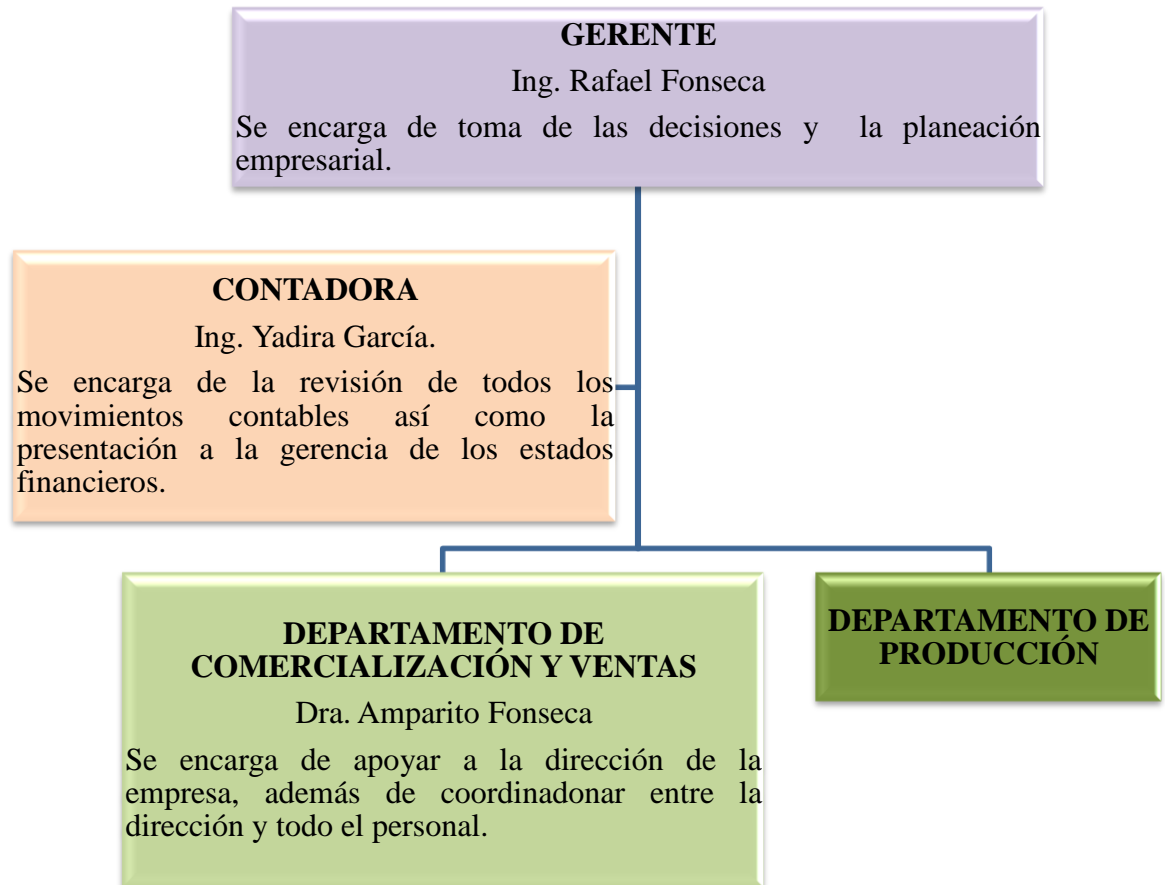 GERENTE
Ing. Rafael Fonseca
Se encarga de toma de las decisiones y la planeación
empresarial.
CONTADORA
Ing. Yadira García.
Se encarga de la revisión de todos los
movimientos contables así como la
presentación a la gerencia de los estados
financieros.
DEPARTAMENTO DE
COMERCIALIZACIÓN Y VENTAS
Dra. Amparito Fonseca
Se encarga de apoyar a la dirección de la
empresa, además de coordinadonar entre la
dirección y todo el personal.
DEPARTAMENTO DE
PRODUCCIÓN